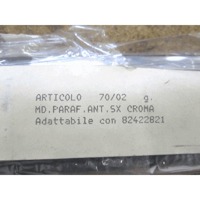 ARTICOLO 70/02 g.
MD.PARAF.ANT.SX CROMA
Adattabile con 82422821